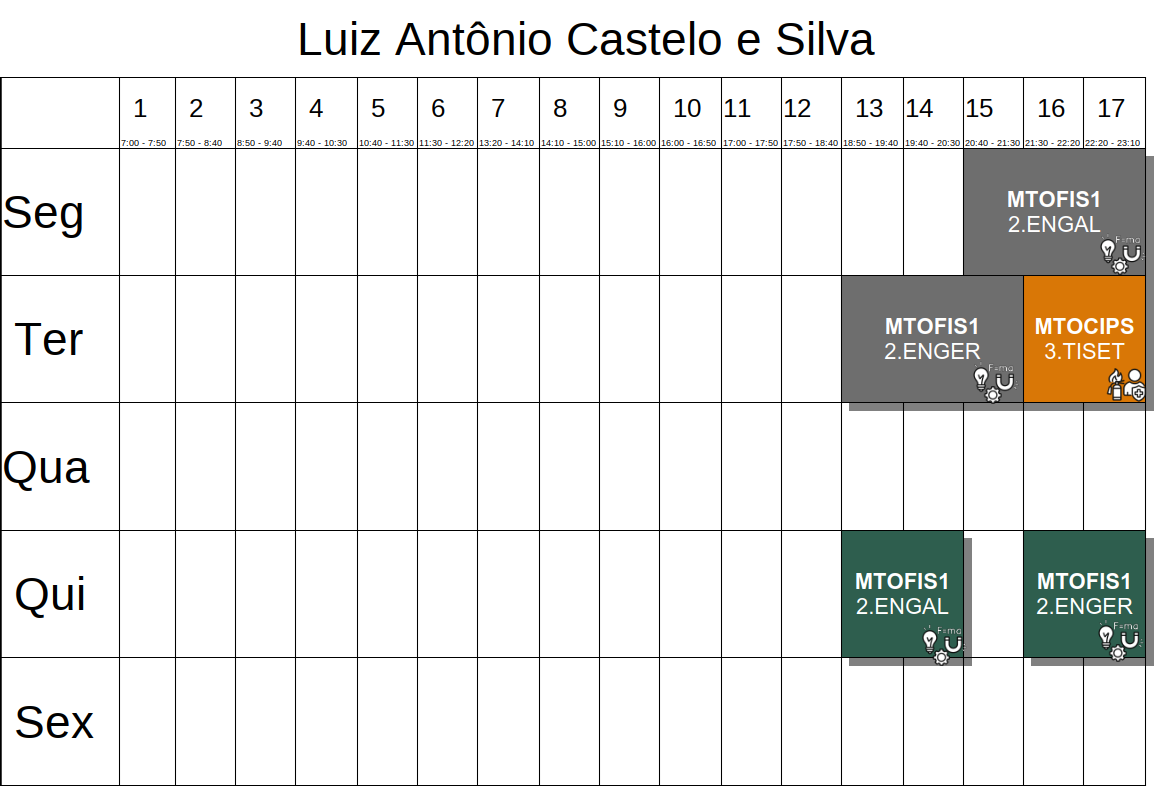 Luiz Antônio Castelo e Silva
1 2 3 4 5 6 7 8 9 10 11 12 13 14 15 16 17
7:00 - 7:50 7:50 - 8:40 8:50 - 9:40 9:40 - 10:30 10:40 - 11:30 11:30 - 12:20 13:20 - 14:10 14:10 - 15:00 15:10 - 16:00 16:00 - 16:50 17:00 - 17:50 17:50 - 18:40 18:50 - 19:40 19:40 - 20:30 20:40 - 21:30 21:30 - 22:20 22:20 - 23:10
Seg
MTOFIS1
2.ENGAL
F=ma
Ter
MTOFIS1
2.ENGER
F=ma
MTOCIPS
3.TISET
Qua
Qui
MTOFIS1
2.ENGAL
F=ma
MTOFIS1
2.ENGER
F=ma
Sex